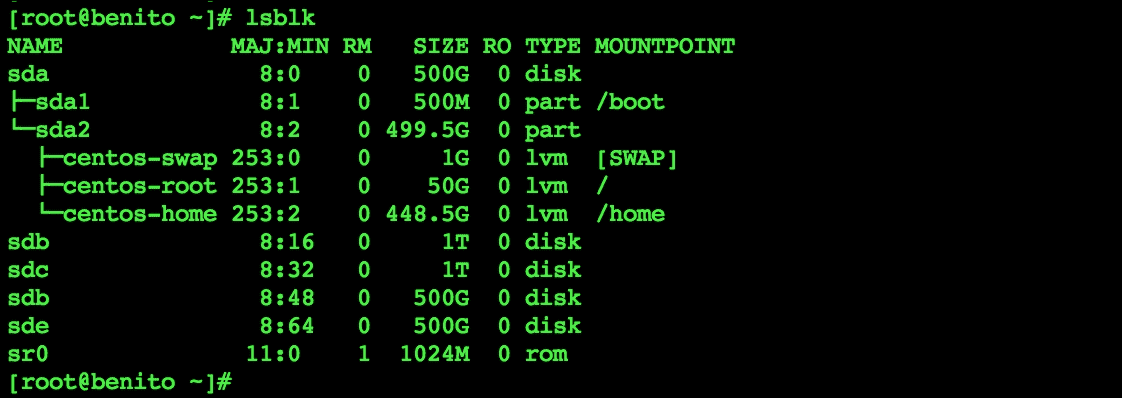 [root@benito ~]# lsblk
NAME            MAJ:MIN RM   SIZE RO TYPE MOUNTPOINT
sda               8:0    0   500G  0 disk
├─sda1            8:1    0   500M  0 part /boot
└─sda2            8:2    0 499.5G  0 part
  ├─centos-swap 253:0    0     1G  0 lvm  [SWAP]
  ├─centos-root 253:1    0    50G  0 lvm  /
  └─centos-home 253:2    0 448.5G  0 lvm  /home
sdb               8:16   0     1T  0 disk
sdc               8:32   0     1T  0 disk
sdb               8:48   0   500G  0 disk
sde               8:64   0   500G  0 disk
sr0              11:0    1  1024M  0 rom
[root@benito ~]#